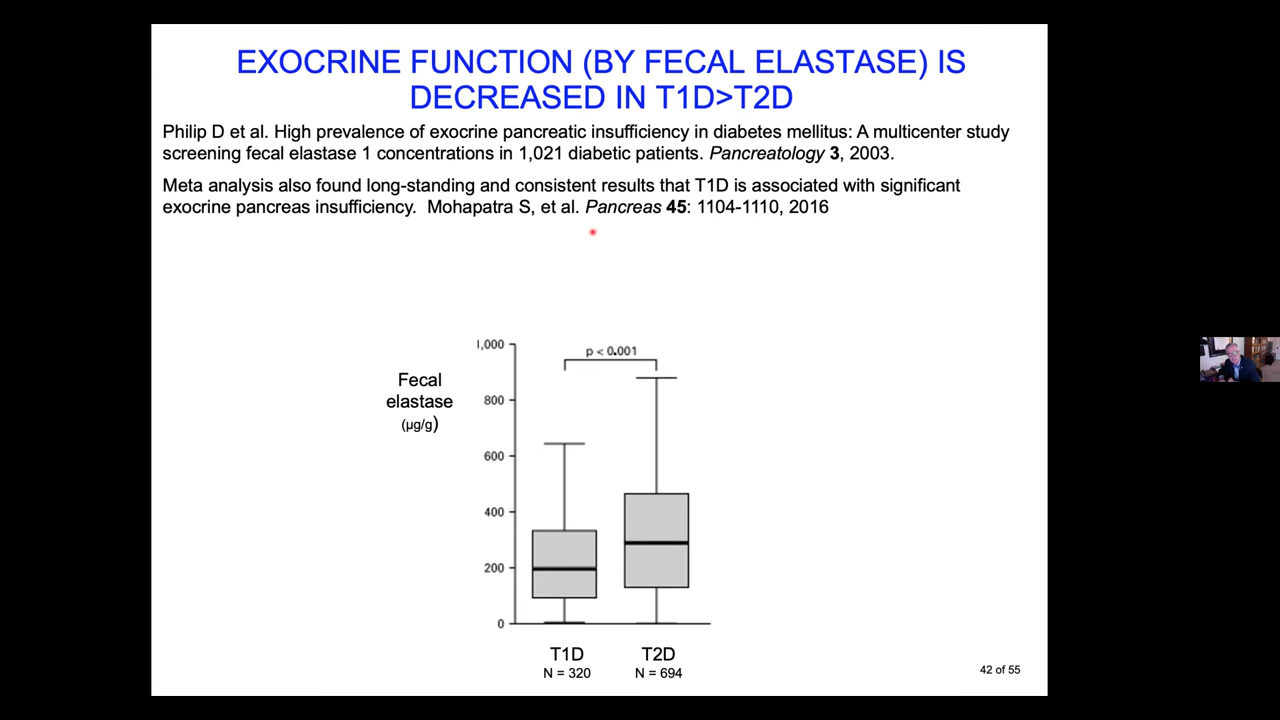 EXOCRINE FUNCTION (BY FECAL ELASTASE) IS
DECREASED IN T1D>T2D
Philip D et al. High prevalence of exocrine pancreatic insufficiency in diabetes mellitus: A multicenter study
screening fecal elastase 1 concentrations in 1,021 diabetic patients. Pancreatology 3, 2003.
Meta analysis also found long-standing and consistent results that T1D is associated with significant
exocrine pancreas insufficiency. Mohapatra S, et al. Pancreas 45: 1104-1110, 2016
Fecal
elastase
(µg/g)
1,000
800
600
400
200
0
p < 0.001
T1D
N = 320
T2D
N = 694
42 of 55